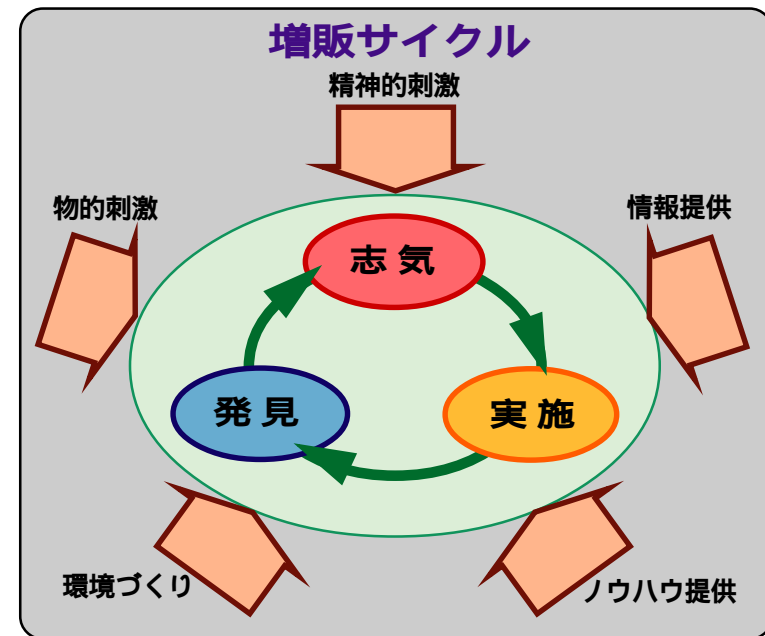 増販サイクル
精神的刺激
物的刺激
情報提供
志気
発見
実施
環境づくり
ノウハウ提供